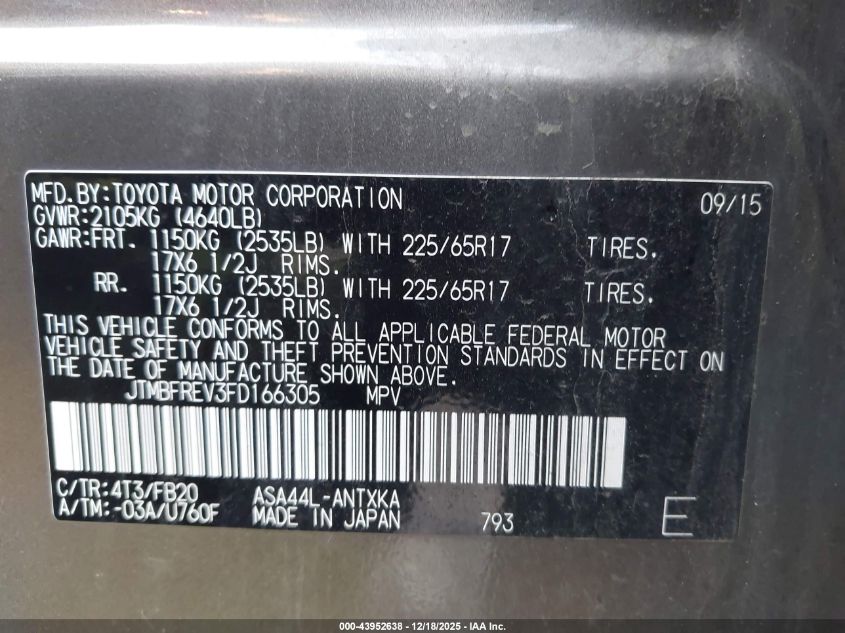 MFD.BY:TOYOTA MOTOR CORPORATION 09/15
GVWR:2105KG (4640LB)
GAWR:FRT. 1150KG (2535LB) WITH 225/65R17 TIRES.
17X6 1/2J RIMS.
RR. 1150KG (2535LB) WITH 225/65R17 TIRES.
17X6 1/2J RIMS.
THIS VEHICLE CONFORMS TO ALL APPLICABLE FEDERAL MOTOR
VEHICLE SAFETY AND THEFT PREVENTION STANDARDS IN EFFECT ON
THE DATE OF MANUFACTURE SHOWN ABOVE.
JTMBFREV3FD166305 MPV
C/TR:4T3/FB20 ASA44L-ANTXKA
A/TM:-03A/U760F MADE IN JAPAN 793 E
000-43952638 - 12/18/2025 - IAA Inc.